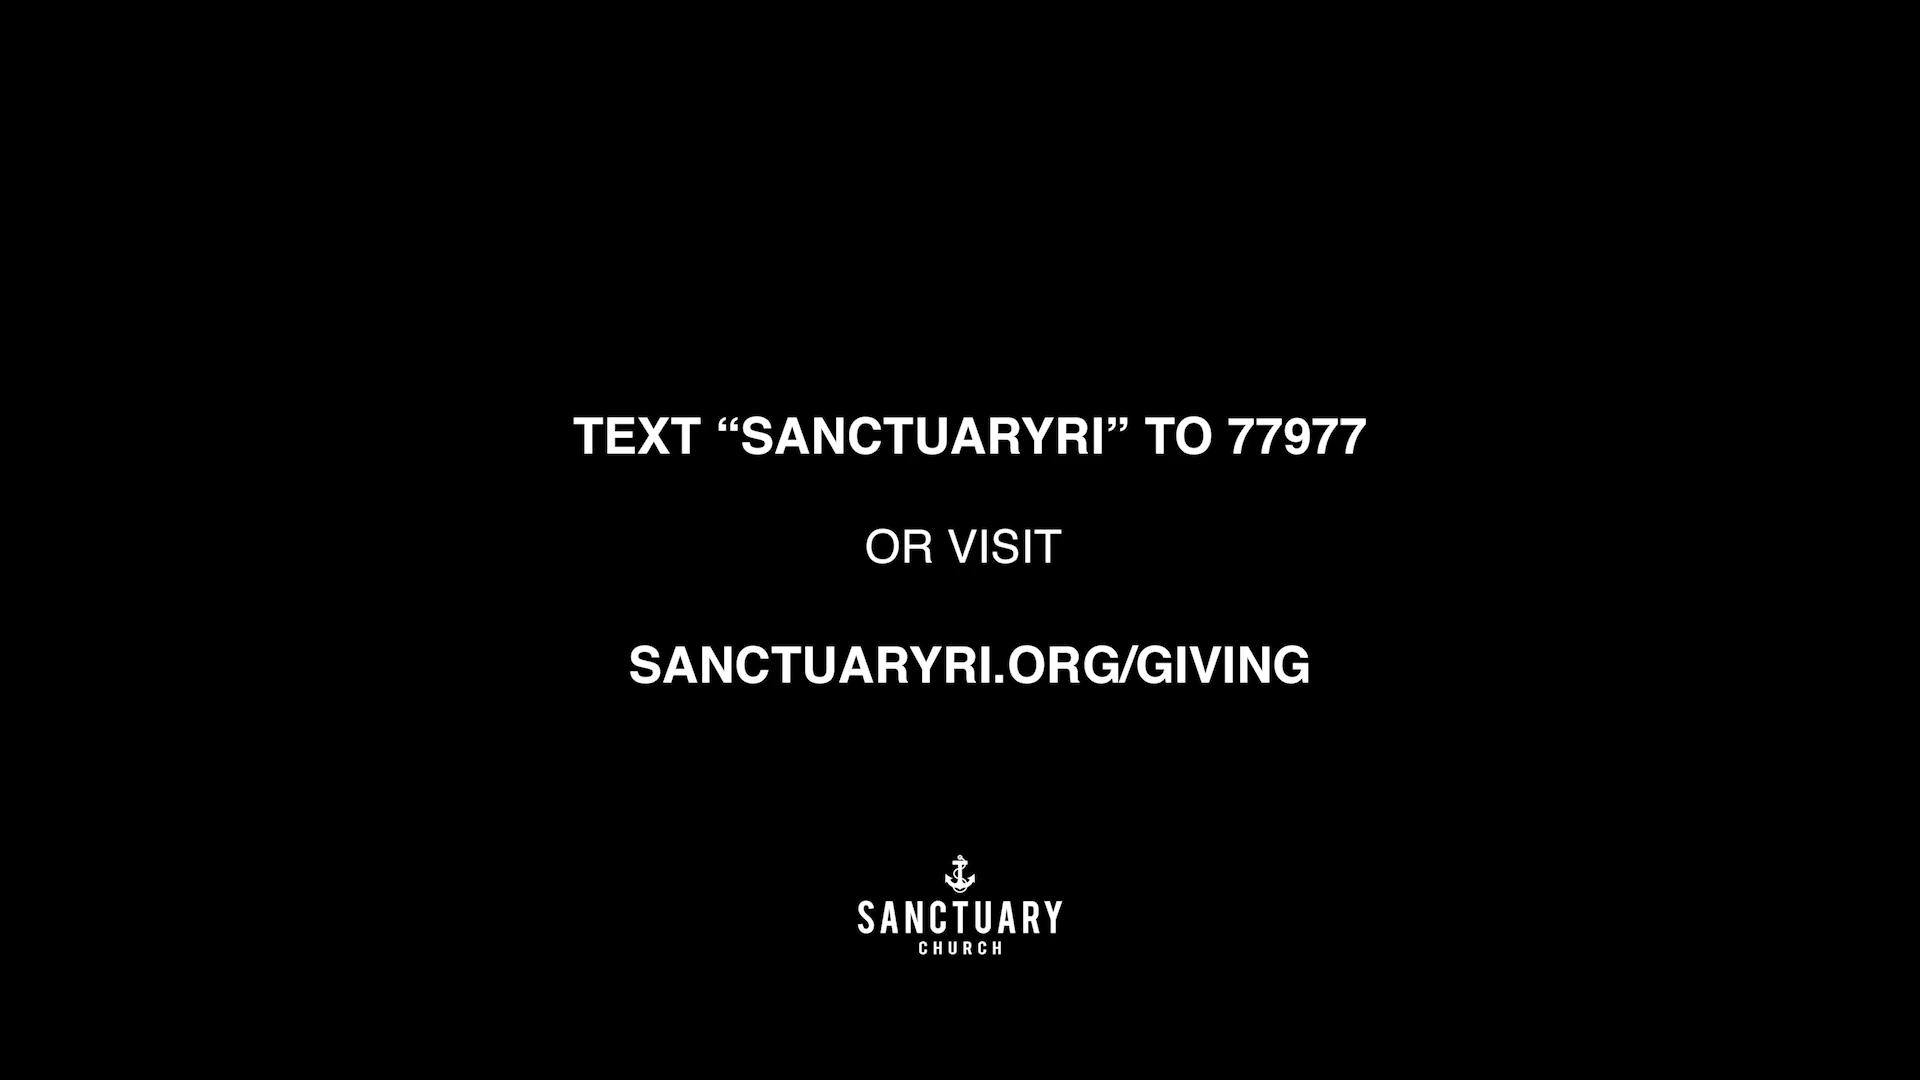 TEXT “SANCTUARYRI” TO 77977
OR VISIT
SANCTUARYRI.ORG/GIVING
SANCTUARY
CHURCH